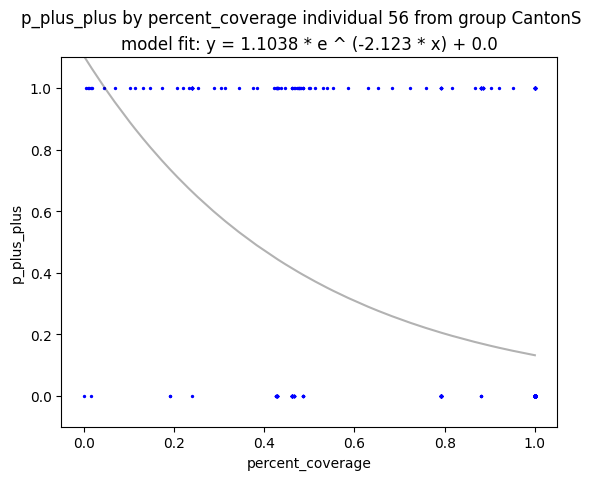 p_plus_plus by percent_coverage individual 56 from group CantonS
model fit: y = 1.1038 * e ^ (-2.123 * x) + 0.0
1.0
0.8
0.6
0.4
0.2
0.0
p_plus_plus
0.0 0.2 0.4 0.6 0.8 1.0
percent_coverage